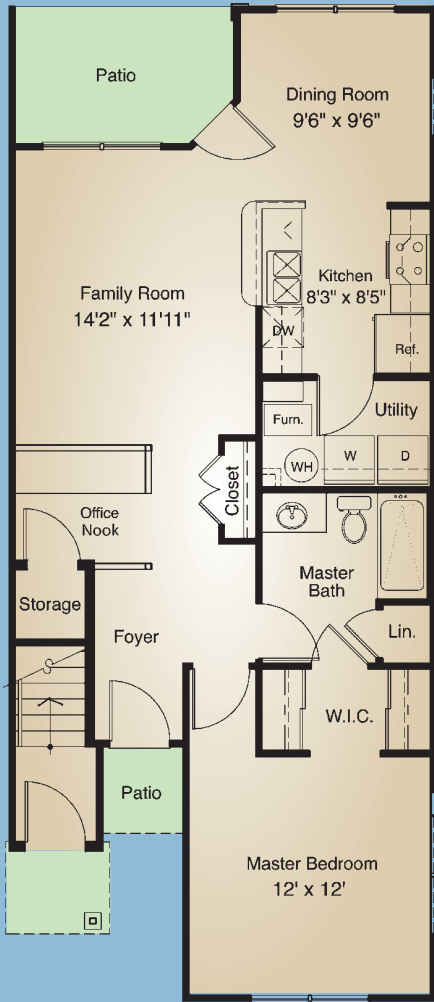 Patio
Dining Room
9'6" x 9'6"
Family Room
14'2" x 11'11"
Kitchen
8'3" x 8'5"
DW
Ref.
Furn.
Utility
WH
W
D
Closet
Office
Nook
Storage
Master
Bath
Foyer
Lin.
W.I.C.
Patio
Master Bedroom
12' x 12'